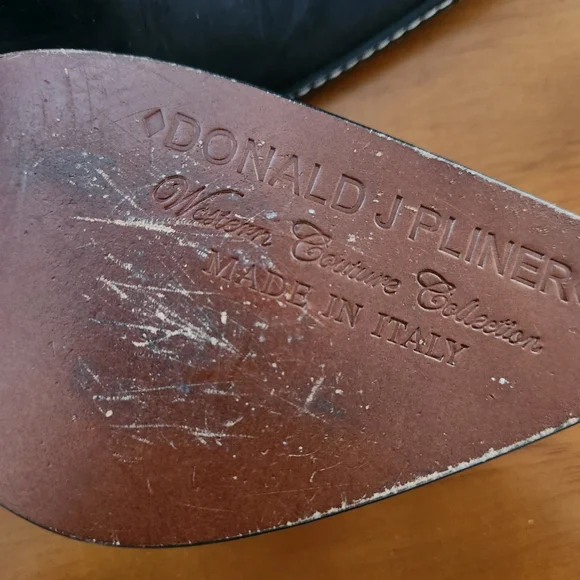 ◊DONALD J PLINER◊
Western Couture Collection
MADE IN ITALY